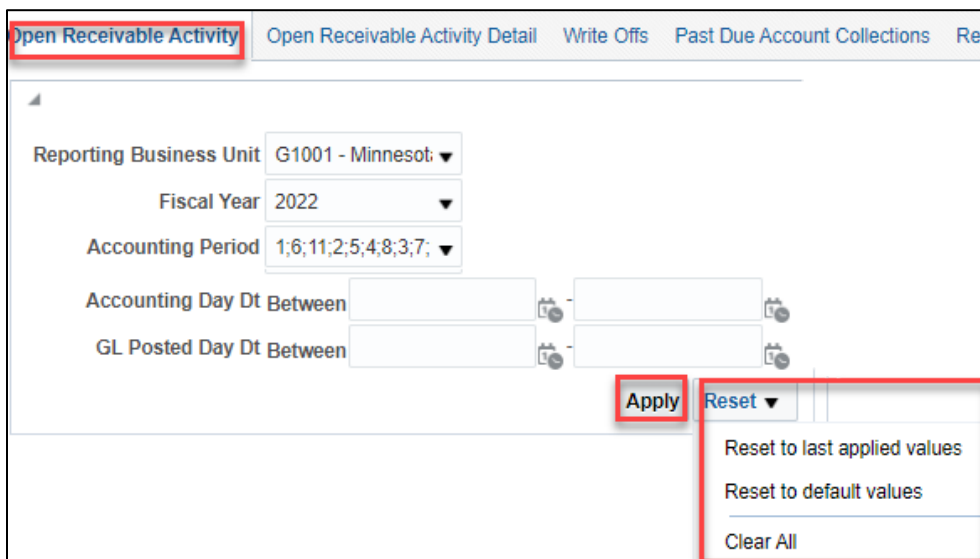 Open Receivable Activity Open Receivable Activity Detail Write Offs Past Due Account Collections Re
Reporting Business Unit G1001 - Minnesota
Fiscal Year 2022
Accounting Period 1;6;11;2;5;4;8;3;7;
Accounting Day Dt Between -
GL Posted Day Dt Between -
Apply Reset
Reset to last applied values
Reset to default values
Clear All